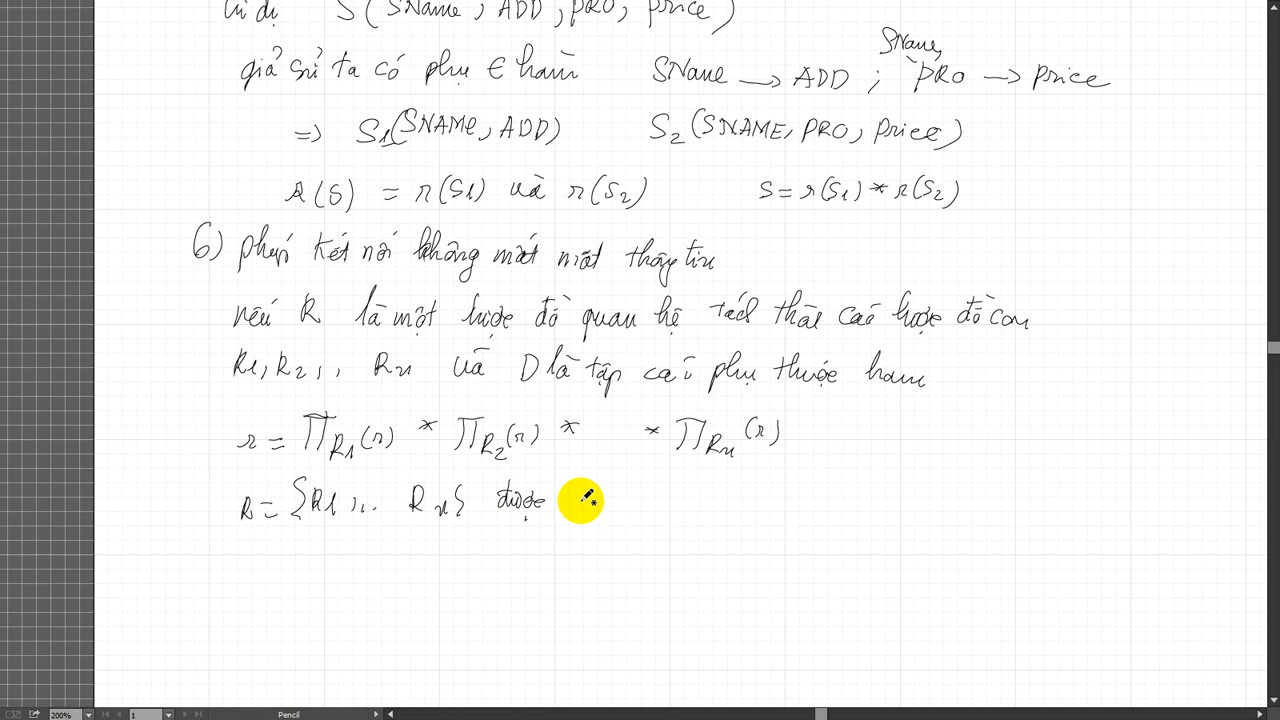 ví dụ S( SName, ADD, PRO, price )
giả sử ta có phụ ∈ hàm SName → ADD ; SName, PRO → price
=> S1(SNAME, ADD) S2(SNAME, PRO, price)
r(S) = r(S1) và r(S2) S = r(S1) * r(S2)
6) phép kết nối không mất mát thông tin
nếu R là một lược đồ quan hệ tách thành các lược đồ con
R1, R2, .. Rn và D là tập các phụ thuộc hàm
r = ∏R1(r) * ∏R2(r) * * ∏Rn(r)
R = {R1, .. Rn} được
200% 1 Pencil